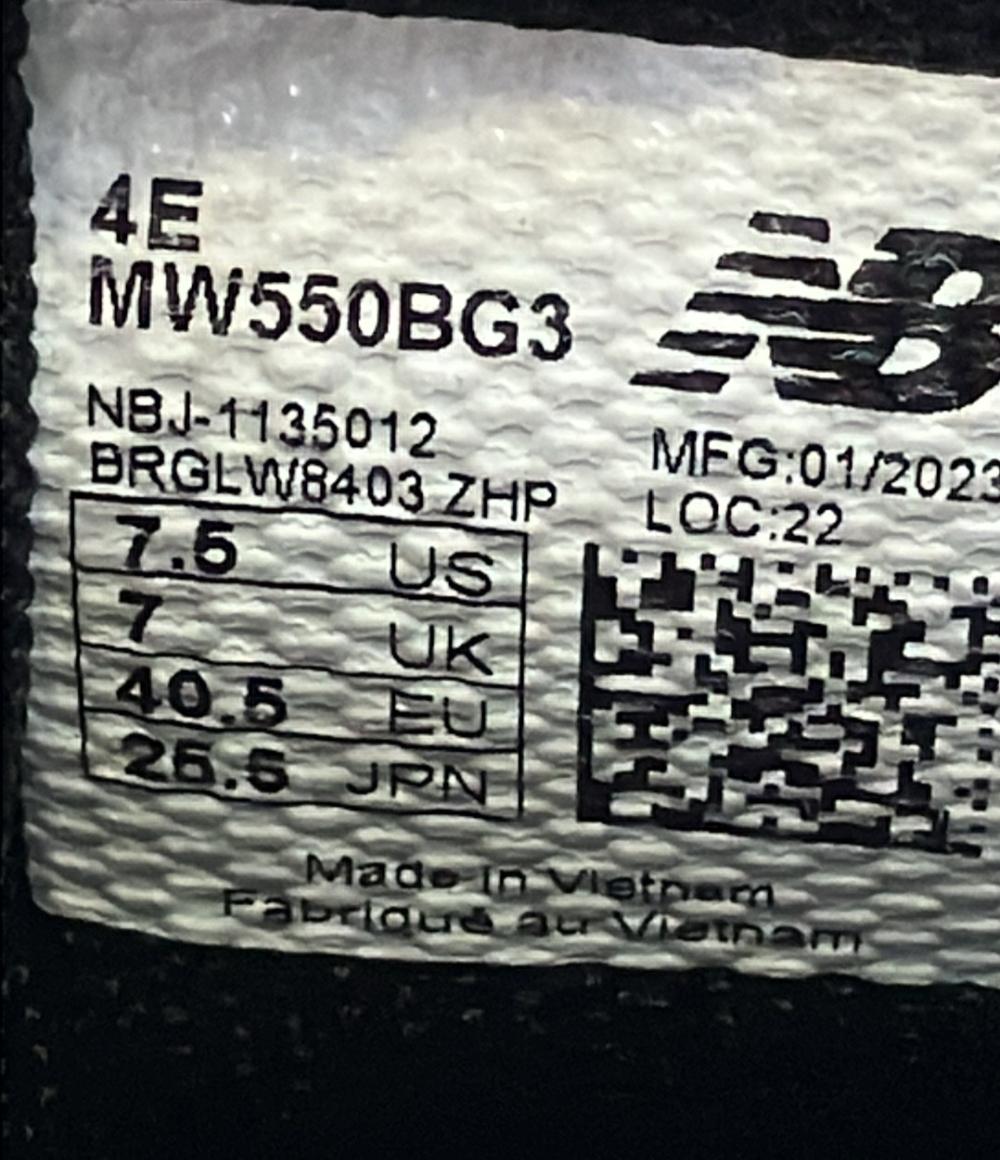 4E
MW550BG3
NB
NBJ-1135012
BRGLW8403 ZHP
MFG:01/2023
LOC:22
7.5 US
7 UK
40.5 EU
25.5 JPN
Made in Vietnam
Fabriqué au Vietnam